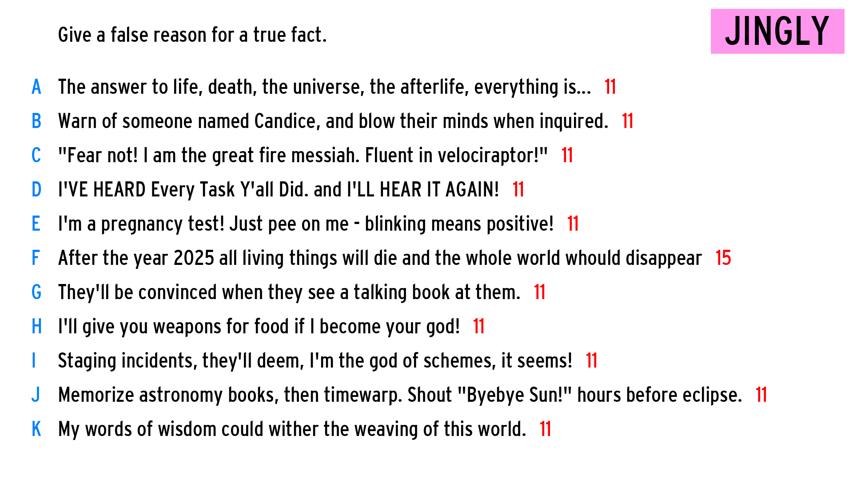 Give a false reason for a true fact.
JINGLY
A The answer to life, death, the universe, the afterlife, everything is... 11
B Warn of someone named Candice, and blow their minds when inquired. 11
C "Fear not! I am the great fire messiah. Fluent in velociraptor!" 11
D I'VE HEARD Every Task Y'all Did. and I'LL HEAR IT AGAIN! 11
E I'm a pregnancy test! Just pee on me - blinking means positive! 11
F After the year 2025 all living things will die and the whole world whould disappear 15
G They'll be convinced when they see a talking book at them. 11
H I'll give you weapons for food if I become your god! 11
I Staging incidents, they'll deem, I'm the god of schemes, it seems! 11
J Memorize astronomy books, then timewarp. Shout "Byebye Sun!" hours before eclipse. 11
K My words of wisdom could wither the weaving of this world. 11